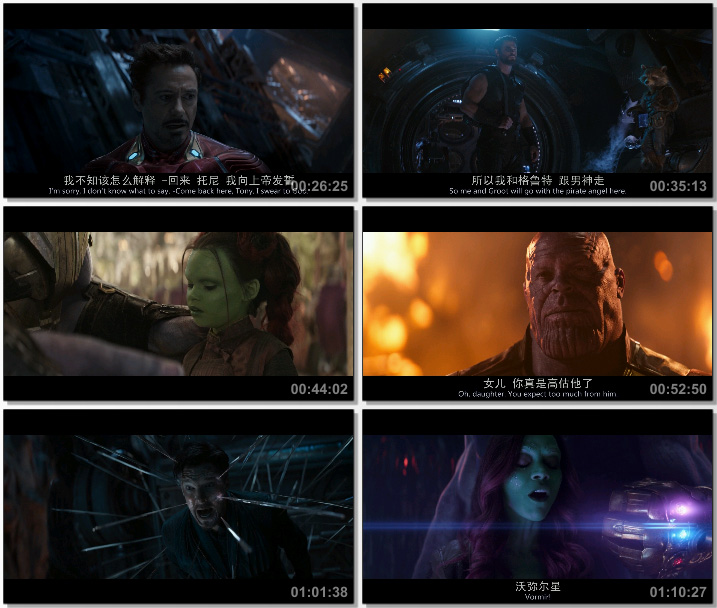 我不知该怎么解释 -回来 托尼 我向上帝发誓
I'm sorry, I don't know what to say. -Come back here, Tony, I swear to God.
00:26:25
所以我和格鲁特 跟男神走
So me and Groot will go with the pirate angel here.
00:35:13
00:44:02
女儿 你真是高估他了
Oh, daughter. You expect too much from him
00:52:50
01:01:38
沃弥尔星
Vormir!
01:10:27